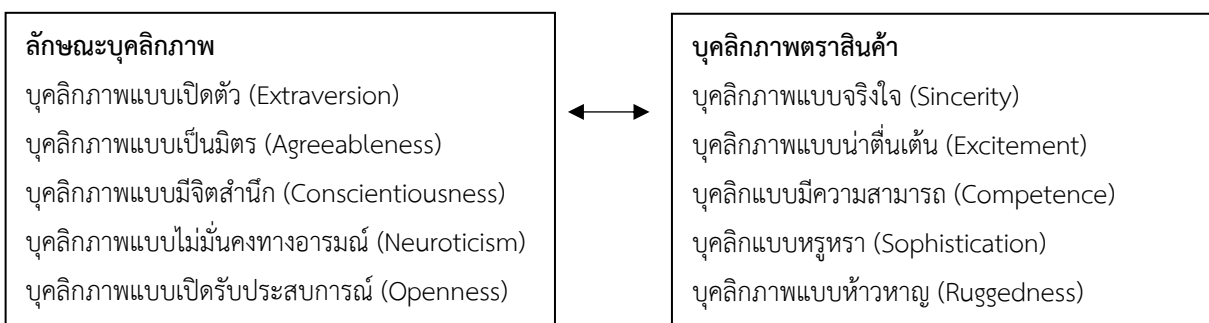 ลักษณะบุคลิกภาพ
บุคลิกภาพแบบเปิดตัว (Extraversion)
บุคลิกภาพแบบเป็นมิตร (Agreeableness)
บุคลิกภาพแบบมีจิตสำนึก (Conscientiousness)
บุคลิกภาพแบบไม่มั่นคงทางอารมณ์ (Neuroticism)
บุคลิกภาพแบบเปิดรับประสบการณ์ (Openness)
บุคลิกภาพตราสินค้า
บุคลิกภาพแบบจริงใจ (Sincerity)
บุคลิกภาพแบบน่าตื่นเต้น (Excitement)
บุคลิกแบบมีความสามารถ (Competence)
บุคลิกแบบหรูหรา (Sophistication)
บุคลิกภาพแบบห้าวหาญ (Ruggedness)